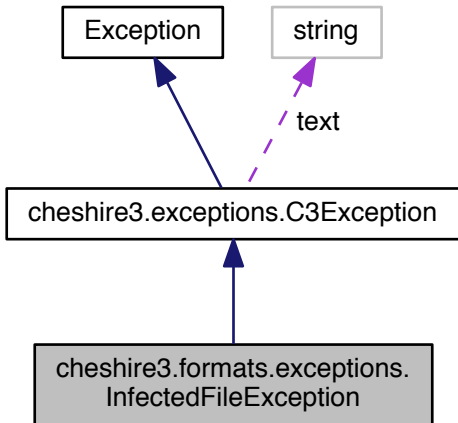 Exception
string
text
cheshire3.exceptions.C3Exception
cheshire3.formats.exceptions.
InfectedFileException